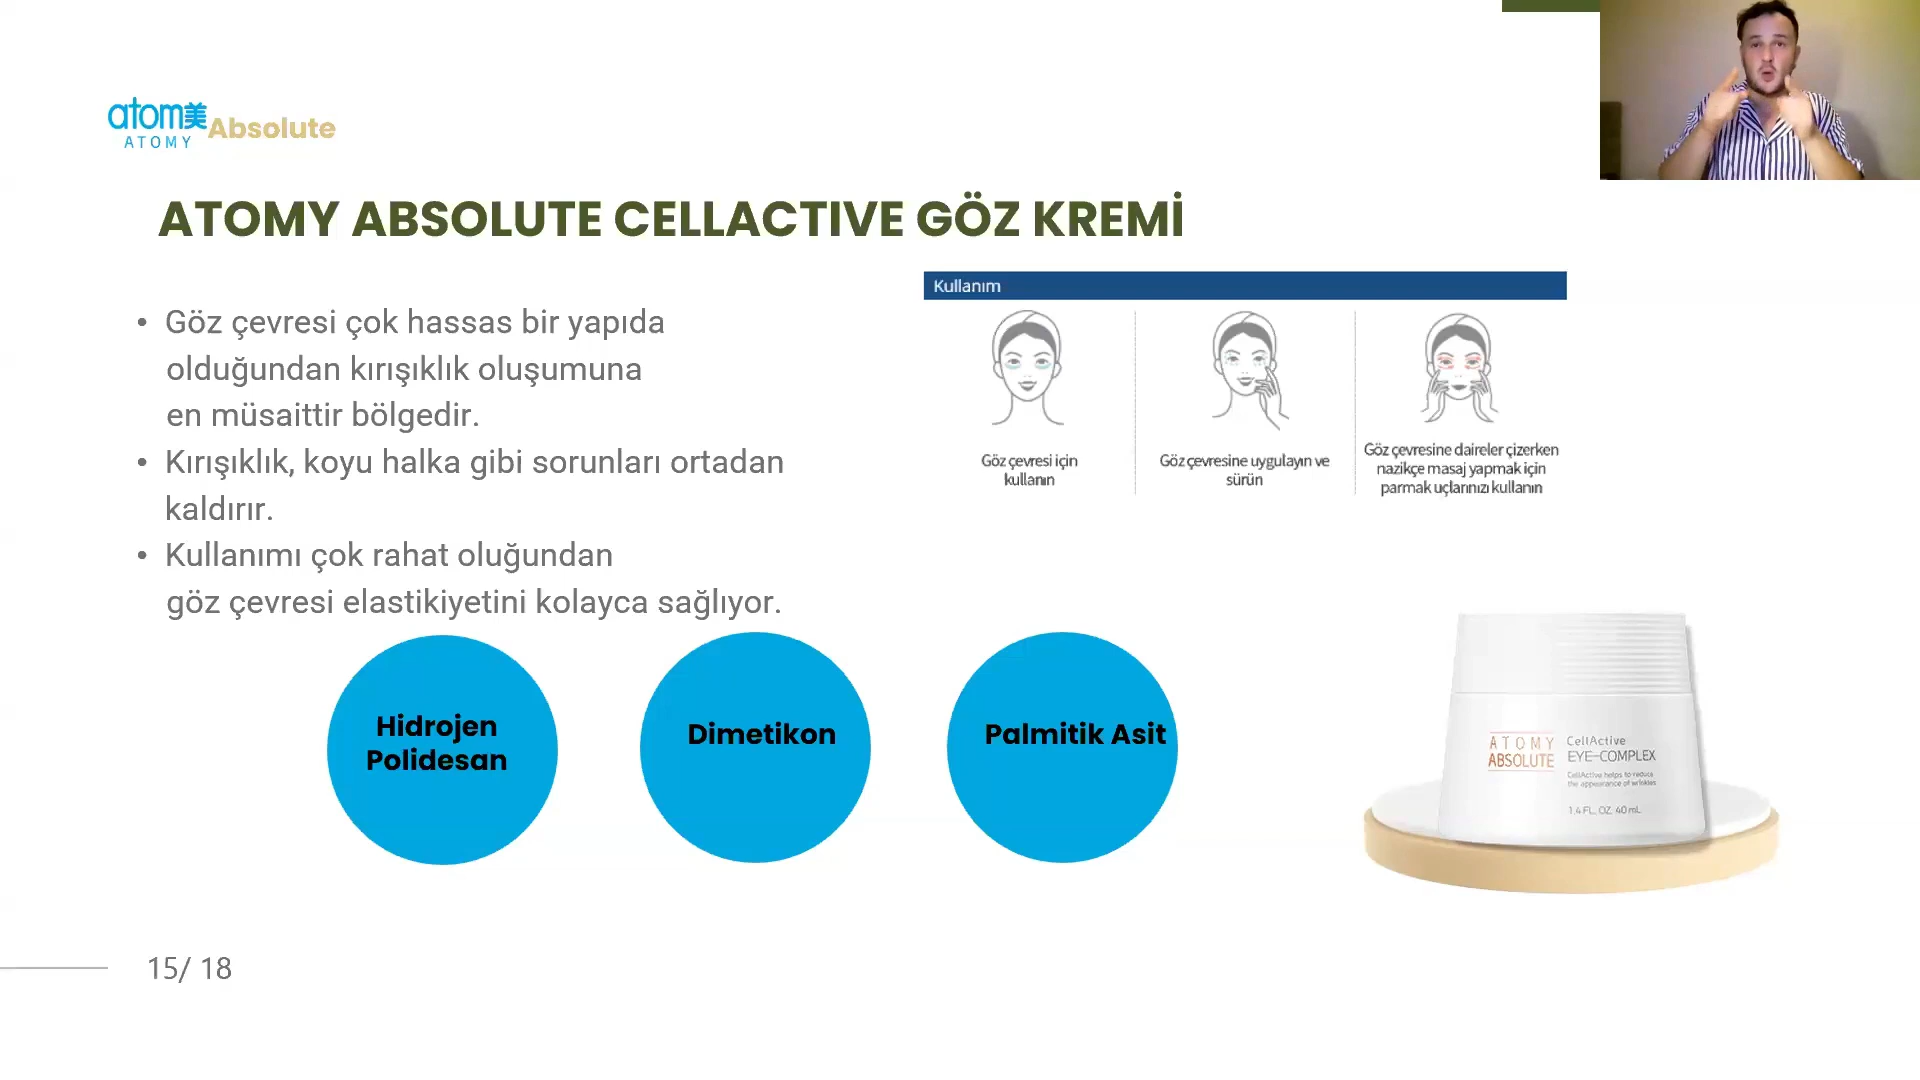 atom美
ATOMY
Absolute
ATOMY ABSOLUTE CELLACTIVE GÖZ KREMİ
• Göz çevresi çok hassas bir yapıda
olduğundan kırışıklık oluşumuna
en müsaittir bölgedir.
• Kırışıklık, koyu halka gibi sorunları ortadan
kaldırır.
• Kullanımı çok rahat oluğundan
göz çevresi elastikiyetini kolayca sağlıyor.
Kullanım
Göz çevresi için
kullanın
Göz çevresine uygulayın ve
sürün
Göz çevresine daireler çizerken
nazikçe masaj yapmak için
parmak uçlarınızı kullanın
Hidrojen
Polidesan
Dimetikon
Palmitik Asit
ATOMY
ABSOLUTE
CellActive
EYE-COMPLEX
CellActive helps to reduce
the appearance of wrinkles
1.4 FL. OZ. 40 mL
15/ 18